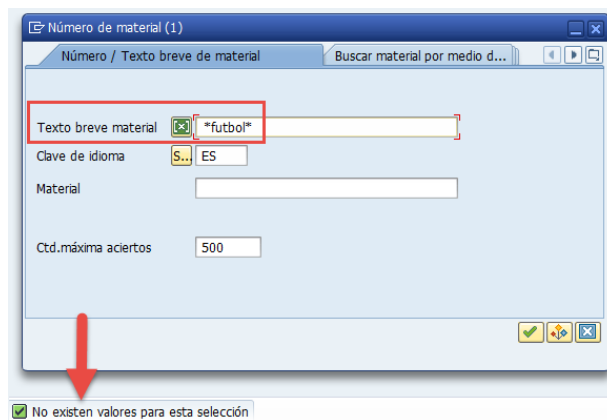 Número de material (1)
Número / Texto breve de material
Buscar material por medio d...
Texto breve material *futbol*
Clave de idioma S... ES
Material
Ctd.máxima aciertos 500
No existen valores para esta selección